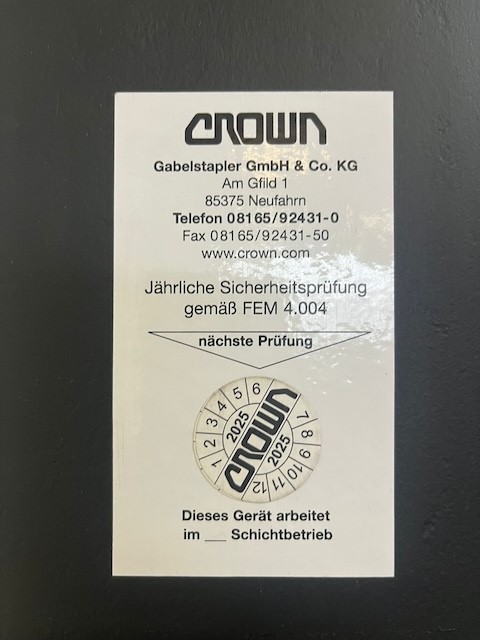 CROWN
Gabelstapler GmbH & Co. KG
Am Gfild 1
85375 Neufahrn
Telefon 08165/92431-0
Fax 08165/92431-50
www.crown.com
Jährliche Sicherheitsprüfung
gemäß FEM 4.004
nächste Prüfung
1 2 3 4 5 6
2025
CROWN
2025
7 8 9 10 11 12
Dieses Gerät arbeitet
im __ Schichtbetrieb